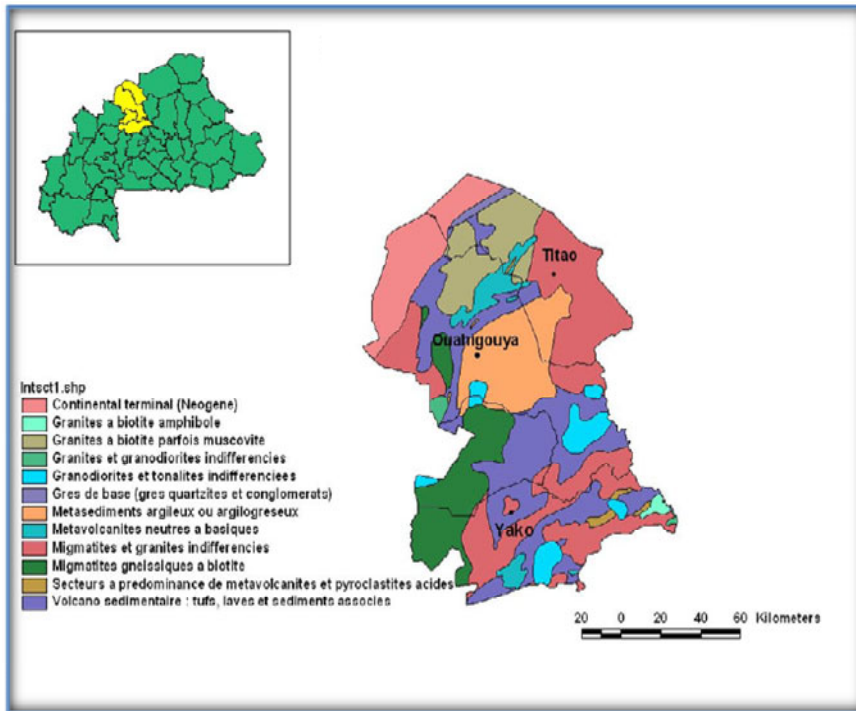 Titao
Ouahigouya
Intsct1.shp
Continental terminal (Neogene)
Granites a biotite amphibole
Granites a biotite parfois muscovite
Granites et granodiorites indifferencies
Granodiorites et tonalites indifferenciees
Gres de base (gres quartzites et conglomerats)
Metasediments argileux ou argilogreseux
Metavolcanites neutres a basiques
Migmatites et granites indifferencies
Yako
Migmatites gneissiques a biotite
Secteurs a predominance de metavolcanites et pyroclastites acides
Volcano sedimentaire : tufs, laves et sediments associes
20 0 20 40 60 Kilometers